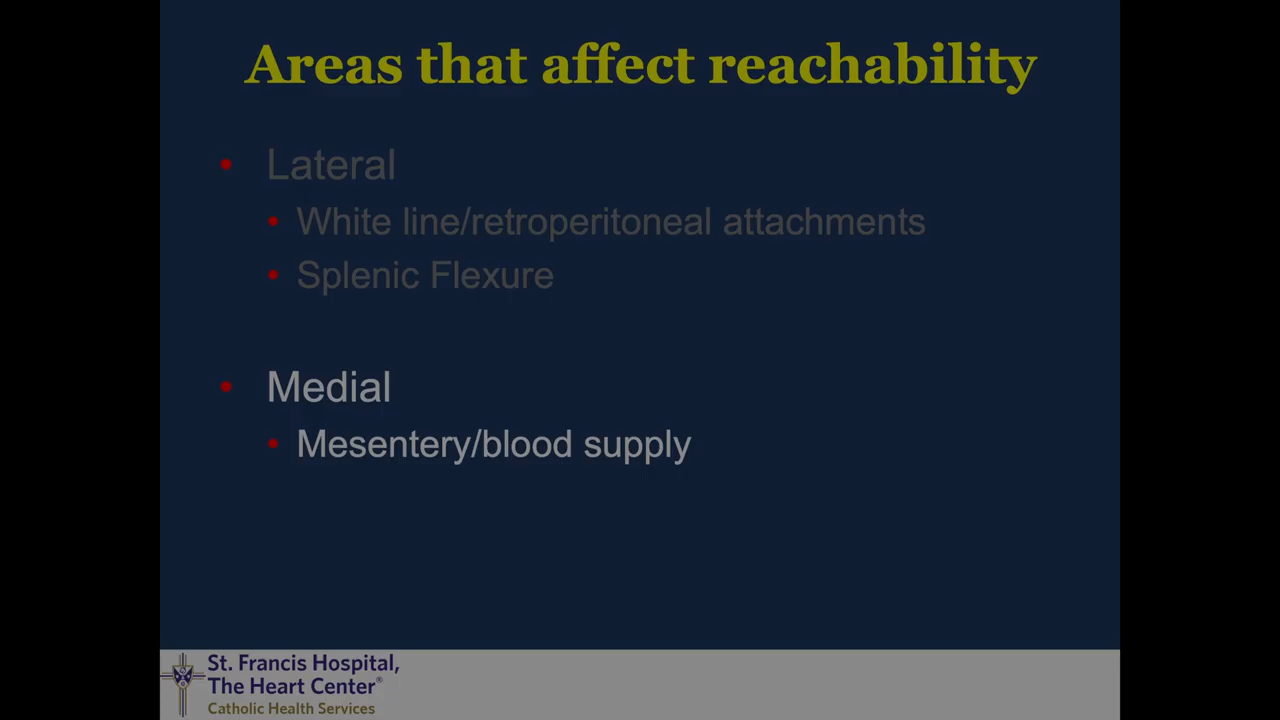 Areas that affect reachability
• Lateral
• White line/retroperitoneal attachments
• Splenic Flexure
• Medial
• Mesentery/blood supply
St. Francis Hospital,
The Heart Center®
Catholic Health Services